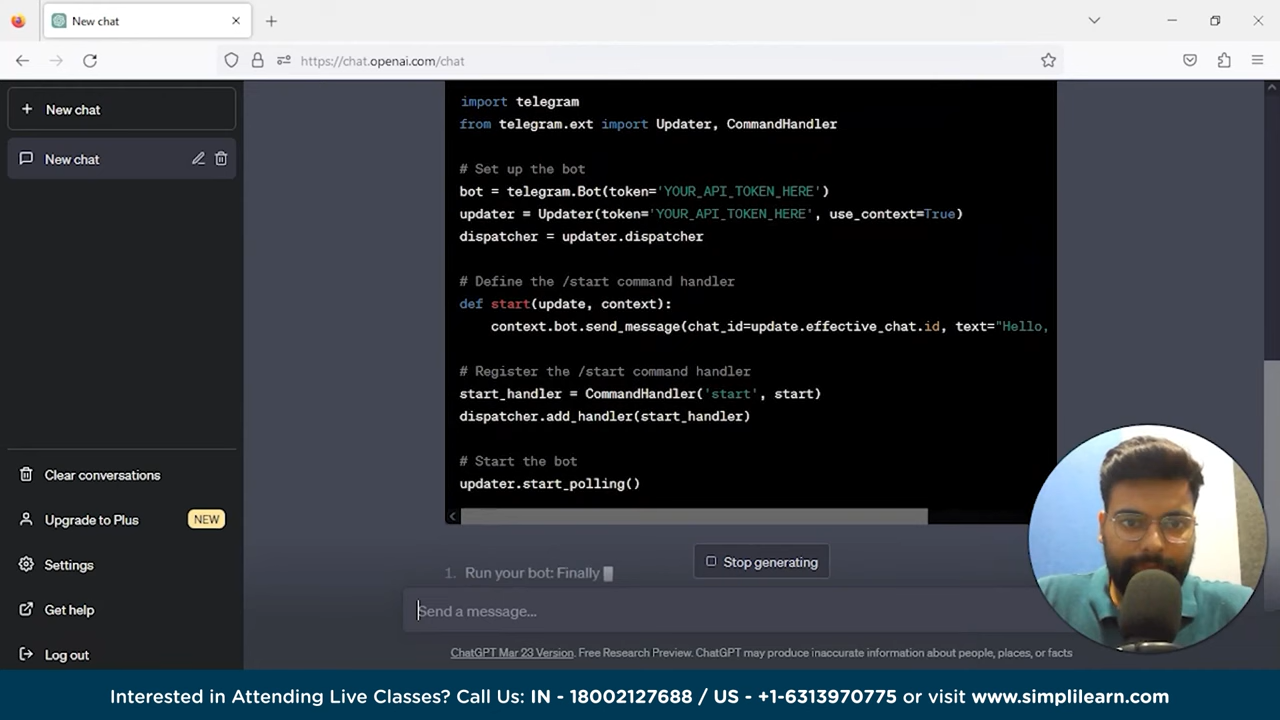 New chat
https://chat.openai.com/chat
New chat
New chat
import telegram
from telegram.ext import Updater, CommandHandler
# Set up the bot
bot = telegram.Bot(token='YOUR_API_TOKEN_HERE')
updater = Updater(token='YOUR_API_TOKEN_HERE', use_context=True)
dispatcher = updater.dispatcher
# Define the /start command handler
def start(update, context):
    context.bot.send_message(chat_id=update.effective_chat.id, text="Hello,
# Register the /start command handler
start_handler = CommandHandler('start', start)
dispatcher.add_handler(start_handler)
# Start the bot
updater.start_polling()
Stop generating
1. Run your bot: Finally
Send a message...
ChatGPT Mar 23 Version. Free Research Preview. ChatGPT may produce inaccurate information about people, places, or facts
Clear conversations
Upgrade to Plus NEW
Settings
Get help
Log out
Interested in Attending Live Classes? Call Us: IN - 18002127688 / US - +1-6313970775 or visit www.simplilearn.com